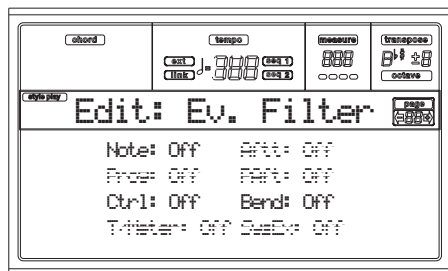 chord tempo measure transpose
ext seq 1
link seq 2
octave
style play
Edit: Ev. Filter
page
Note: Off Aftt: Off
Prog: Off PAft: Off
Ctrl: Off Bend: Off
T/Meter: Off SysEx: Off